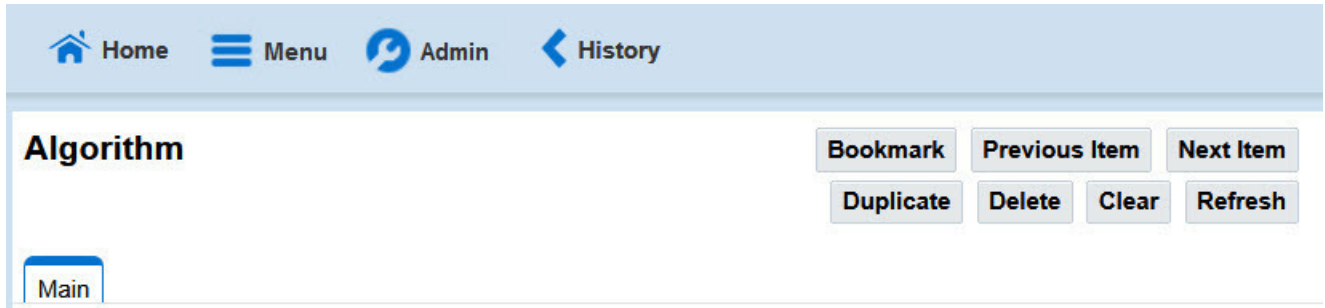 Home Menu Admin History
Algorithm
Bookmark Previous Item Next Item
Duplicate Delete Clear Refresh
Main